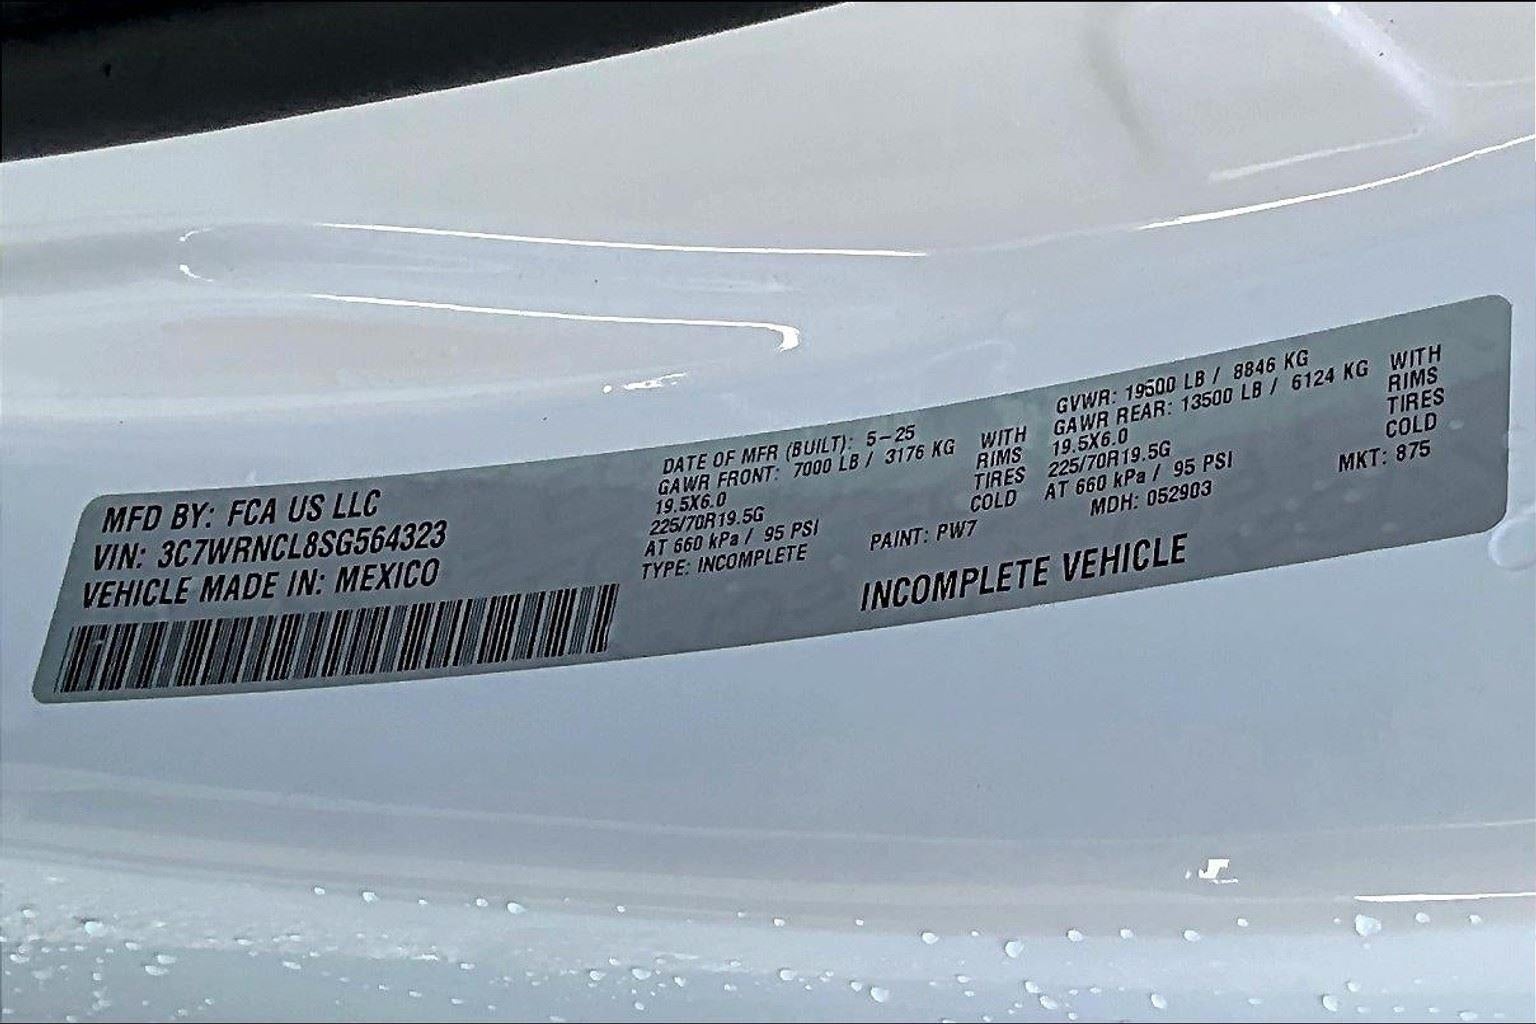 MFD BY: FCA US LLC
VIN: 3C7WRNCL8SG564323
VEHICLE MADE IN: MEXICO
DATE OF MFR (BUILT): 5-25
GAWR FRONT: 7000 LB / 3176 KG WITH
19.5X6.0 RIMS
225/70R19.5G TIRES
AT 660 kPa / 95 PSI COLD
TYPE: INCOMPLETE PAINT: PW7
GVWR: 19500 LB / 8846 KG
GAWR REAR: 13500 LB / 6124 KG WITH
19.5X6.0 RIMS
225/70R19.5G TIRES
AT 660 kPa / 95 PSI COLD
MDH: 052903 MKT: 875
INCOMPLETE VEHICLE